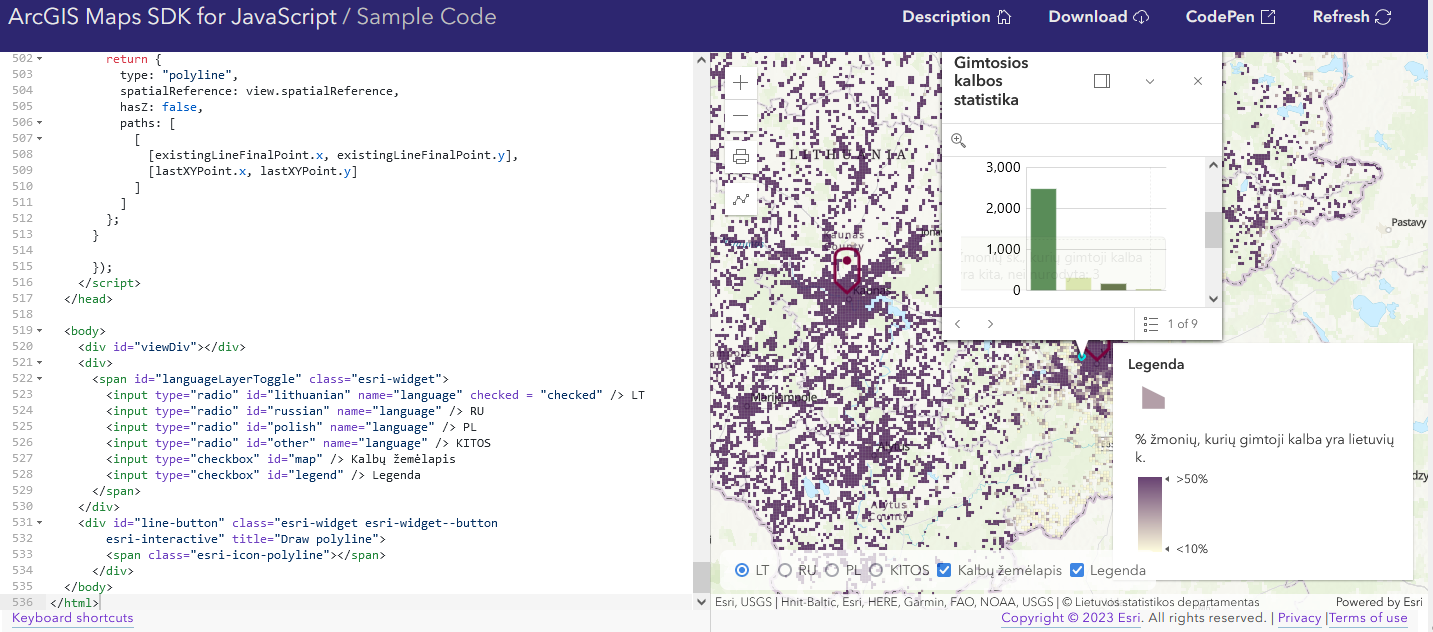 ArcGIS Maps SDK for JavaScript / Sample Code
Description
Download
CodePen
Refresh
502 return {
503 type: "polyline",
504 spatialReference: view.spatialReference,
505 hasZ: false,
506 paths: [
507 [
508 [existingLineFinalPoint.x, existingLineFinalPoint.y],
509 [lastXYPoint.x, lastXYPoint.y]
510 ]
511 ]
512 };
513 }
514
515 });
516 </script>
517 </head>
518
519 <body>
520 <div id="viewDiv"></div>
521 <div>
522 <span id="languageLayerToggle" class="esri-widget">
523 <input type="radio" id="lithuanian" name="language" checked = "checked" /> LT
524 <input type="radio" id="russian" name="language" /> RU
525 <input type="radio" id="polish" name="language" /> PL
526 <input type="radio" id="other" name="language" /> KITOS
527 <input type="checkbox" id="map" /> Kalbų žemėlapis
528 <input type="checkbox" id="legend" /> Legenda
529 </span>
530 </div>
531 <div id="line-button" class="esri-widget esri-widget--button
532 esri-interactive" title="Draw polyline">
533 <span class="esri-icon-polyline"></span>
534 </div>
535 </body>
536 </html>
Keyboard shortcuts
Gimtosios
kalbos
statistika
3,000
2,000
1,000
0
Žmonių sk., kurių gimtoji kalba
yra kita, nei nurodyta: 3
1 of 9
LITHUANIA
Kaunas
County
Kaunas
Marijampole
Alytus
Alytus
County
Pastavy
Legenda
% žmonių, kurių gimtoji kalba yra lietuvių
k.
>50%
<10%
LT RU PL KITOS Kalbų žemėlapis Legenda
Esri, USGS | Hnit-Baltic, Esri, HERE, Garmin, FAO, NOAA, USGS | © Lietuvos statistikos departamentas
Powered by Esri
Copyright © 2023 Esri. All rights reserved. | Privacy |Terms of use